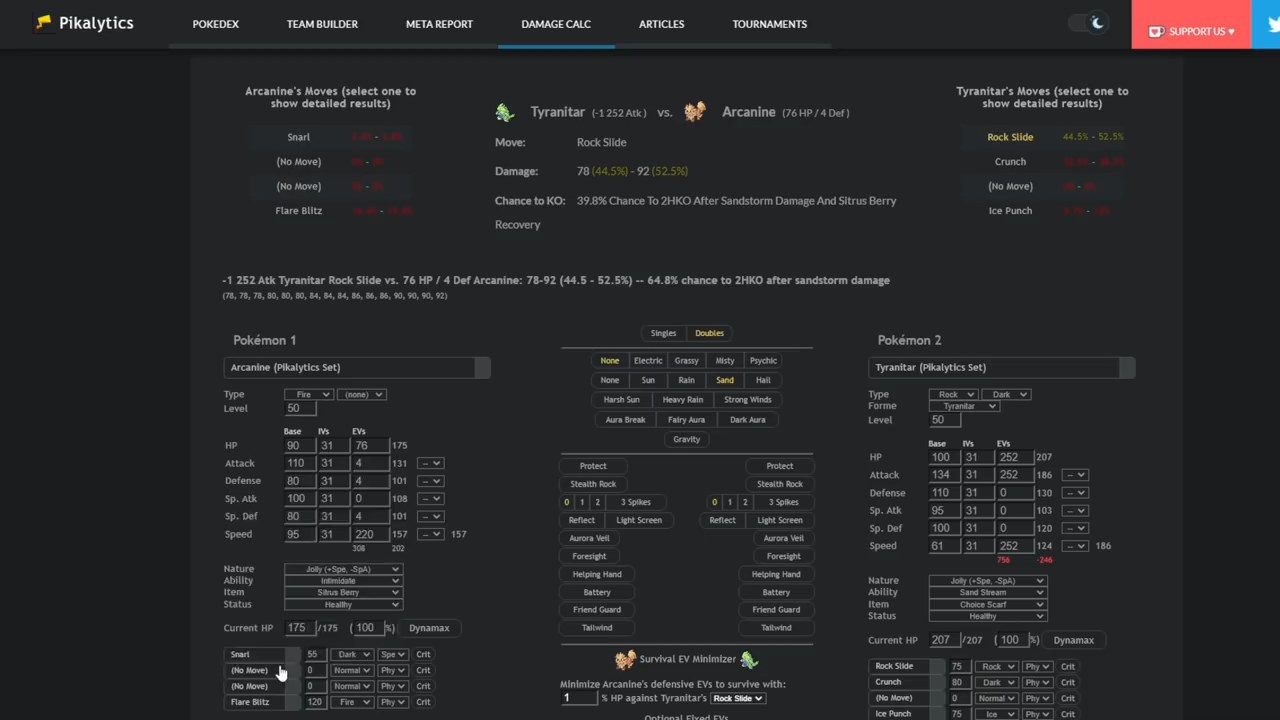 Pikalytics
POKEDEX
TEAM BUILDER
META REPORT
DAMAGE CALC
ARTICLES
TOURNAMENTS
SUPPORT US ♥
Arcanine's Moves (select one to
show detailed results)
Snarl
(No Move)
(No Move)
Flare Blitz
Tyranitar (-1 252 Atk) VS. Arcanine (76 HP / 4 Def )
Move: Rock Slide
Damage: 78 (44.5%) - 92 (52.5%)
Chance to KO: 39.8% Chance To 2HKO After Sandstorm Damage And Sitrus Berry
Recovery
Tyranitar's Moves (select one to
show detailed results)
Rock Slide 44.5% - 52.5%
Crunch
(No Move)
Ice Punch
-1 252 Atk Tyranitar Rock Slide vs. 76 HP / 4 Def Arcanine: 78-92 (44.5 - 52.5%) -- 64.8% chance to 2HKO after sandstorm damage
(78, 78, 78, 80, 80, 80, 84, 84, 84, 86, 86, 86, 90, 90, 90, 92)
Pokémon 1
Arcanine (Pikalytics Set)
Type Fire (none)
Level 50
Base IVs EVs
HP 90 31 76 175
Attack 110 31 4 131 --
Defense 80 31 4 101 --
Sp. Atk 100 31 0 108 --
Sp. Def 80 31 4 101 --
Speed 95 31 220 157 -- 157
308 202
Nature Jolly (+Spe, -SpA)
Ability Intimidate
Item Sitrus Berry
Status Healthy
Current HP 175 /175 ( 100 %) Dynamax
Snarl 55 Dark Spe Crit
(No Move) 0 Normal Phy Crit
(No Move) 0 Normal Phy Crit
Flare Blitz 120 Fire Phy Crit
Singles Doubles
None Electric Grassy Misty Psychic
None Sun Rain Sand Hail
Harsh Sun Heavy Rain Strong Winds
Aura Break Fairy Aura Dark Aura
Gravity
Protect Protect
Stealth Rock Stealth Rock
0 1 2 3 Spikes 0 1 2 3 Spikes
Reflect Light Screen Reflect Light Screen
Aurora Veil Aurora Veil
Foresight Foresight
Helping Hand Helping Hand
Battery Battery
Friend Guard Friend Guard
Tailwind Tailwind
Survival EV Minimizer
Minimize Arcanine's defensive EVs to survive with:
1 % HP against Tyranitar's Rock Slide
Optional Fixed EVs
Pokémon 2
Tyranitar (Pikalytics Set)
Type Rock Dark
Forme Tyranitar
Level 50
Base IVs EVs
HP 100 31 252 207
Attack 134 31 252 186 --
Defense 110 31 0 130 --
Sp. Atk 95 31 0 103 --
Sp. Def 100 31 0 120 --
Speed 61 31 252 124 -- 186
756 -246
Nature Jolly (+Spe, -SpA)
Ability Sand Stream
Item Choice Scarf
Status Healthy
Current HP 207 /207 ( 100 %) Dynamax
Rock Slide 75 Rock Phy Crit
Crunch 80 Dark Phy Crit
(No Move) 0 Normal Phy Crit
Ice Punch 75 Ice Phy Crit